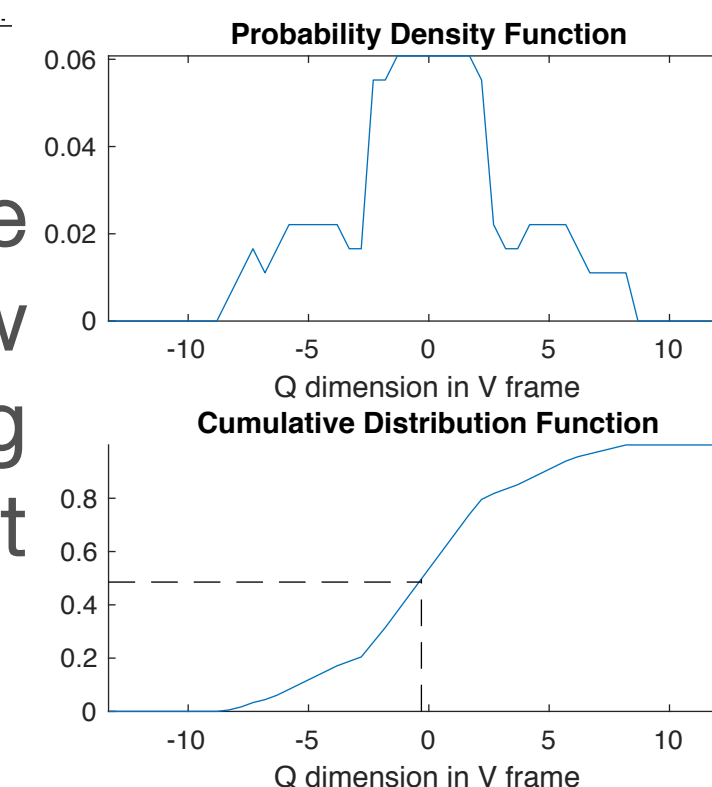 Probability Density Function
0.06
0.04
0.02
0
-10 -5 0 5 10
Q dimension in V frame
Cumulative Distribution Function
0.8
0.6
0.4
0.2
0
-10 -5 0 5 10
Q dimension in V frame
e
w
g
t